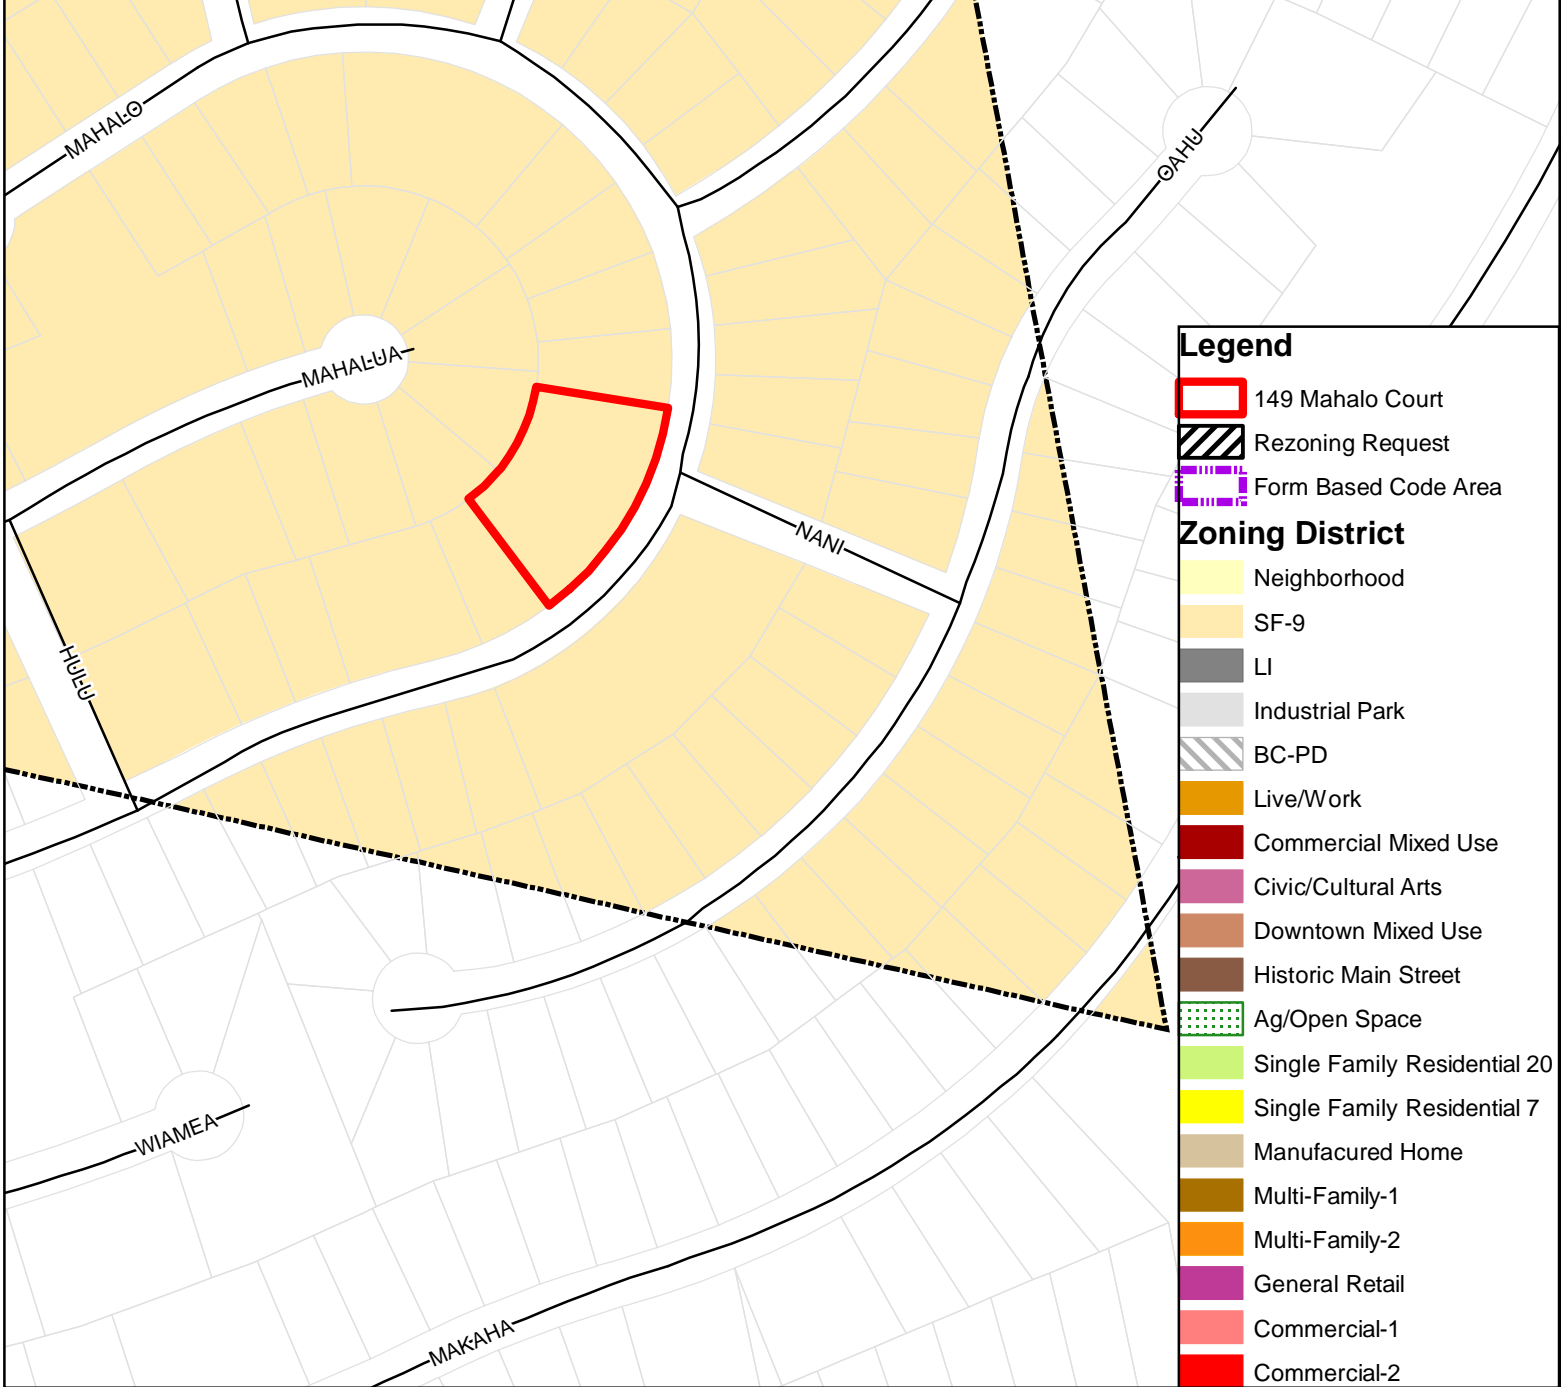 MAHALO
OAHU
MAHALUA
NANI
HULU
WIAMEA
MAKAHA
Legend
149 Mahalo Court
Rezoning Request
Form Based Code Area
Zoning District
Neighborhood
SF-9
LI
Industrial Park
BC-PD
Live/Work
Commercial Mixed Use
Civic/Cultural Arts
Downtown Mixed Use
Historic Main Street
Ag/Open Space
Single Family Residential 20
Single Family Residential 7
Manufacured Home
Multi-Family-1
Multi-Family-2
General Retail
Commercial-1
Commercial-2